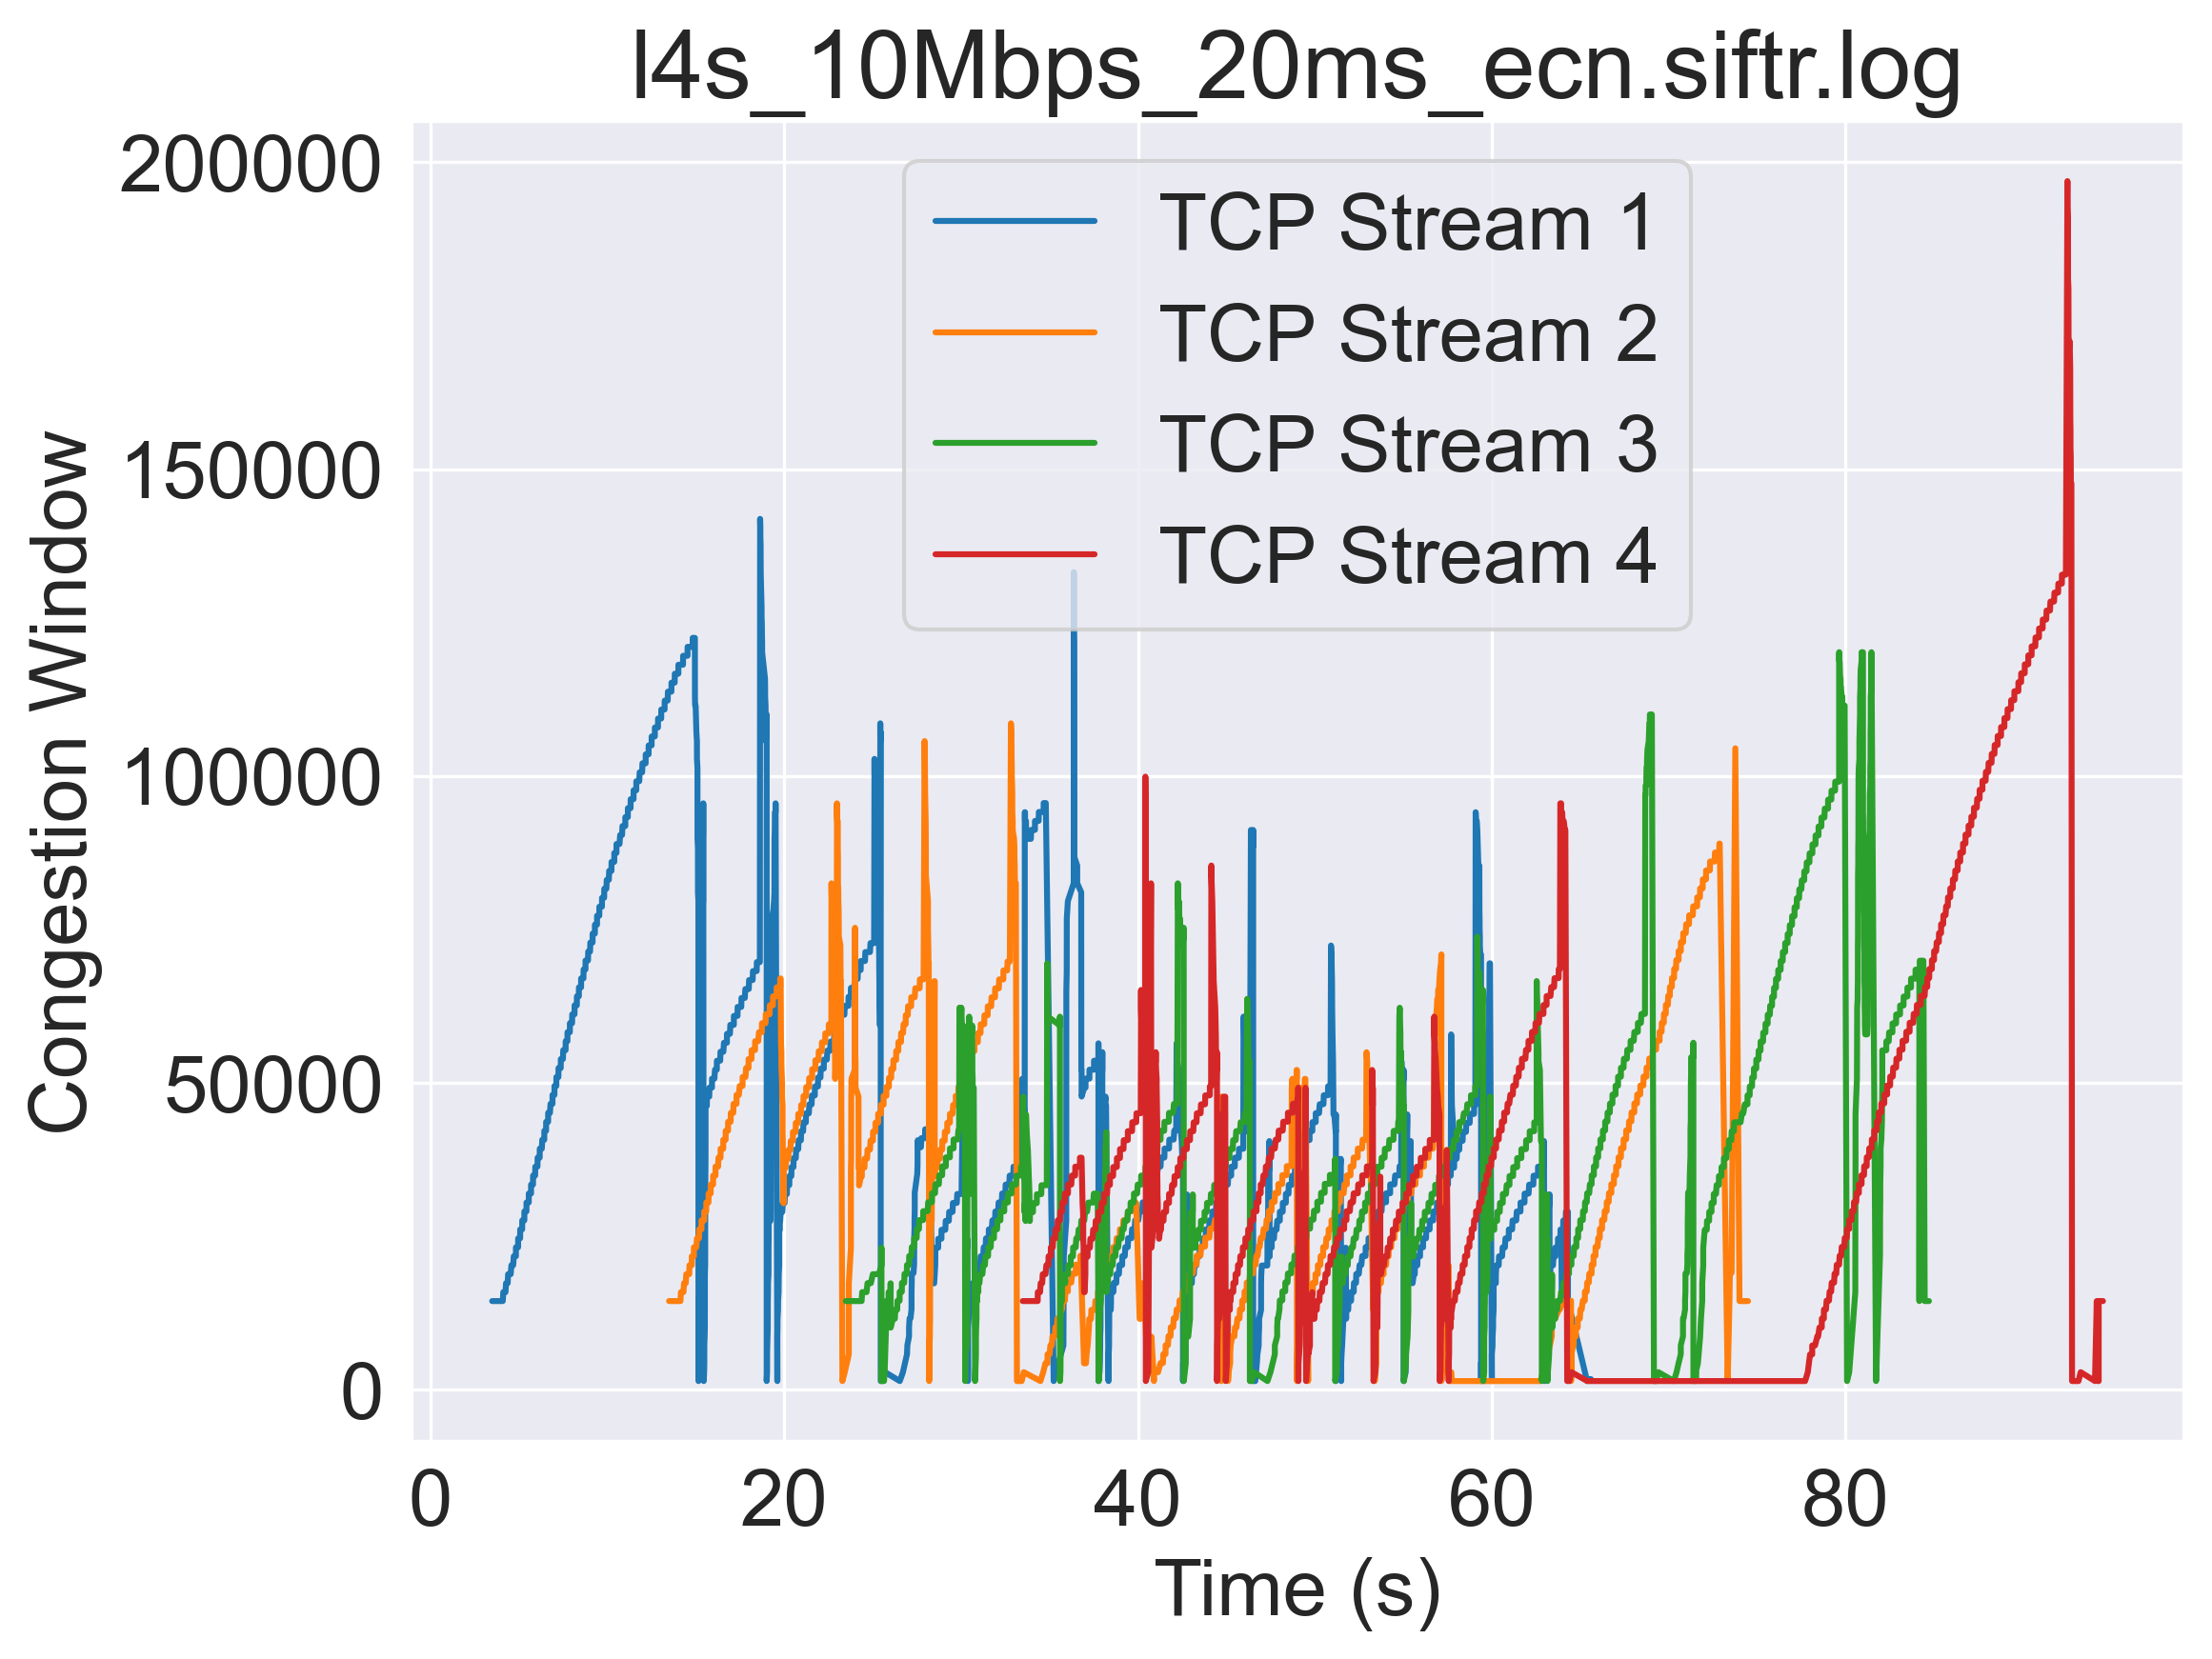 l4s_10Mbps_20ms_ecn.siftr.log
200000
150000
100000
50000
0
Congestion Window
TCP Stream 1
TCP Stream 2
TCP Stream 3
TCP Stream 4
0 20 40 60 80
Time (s)